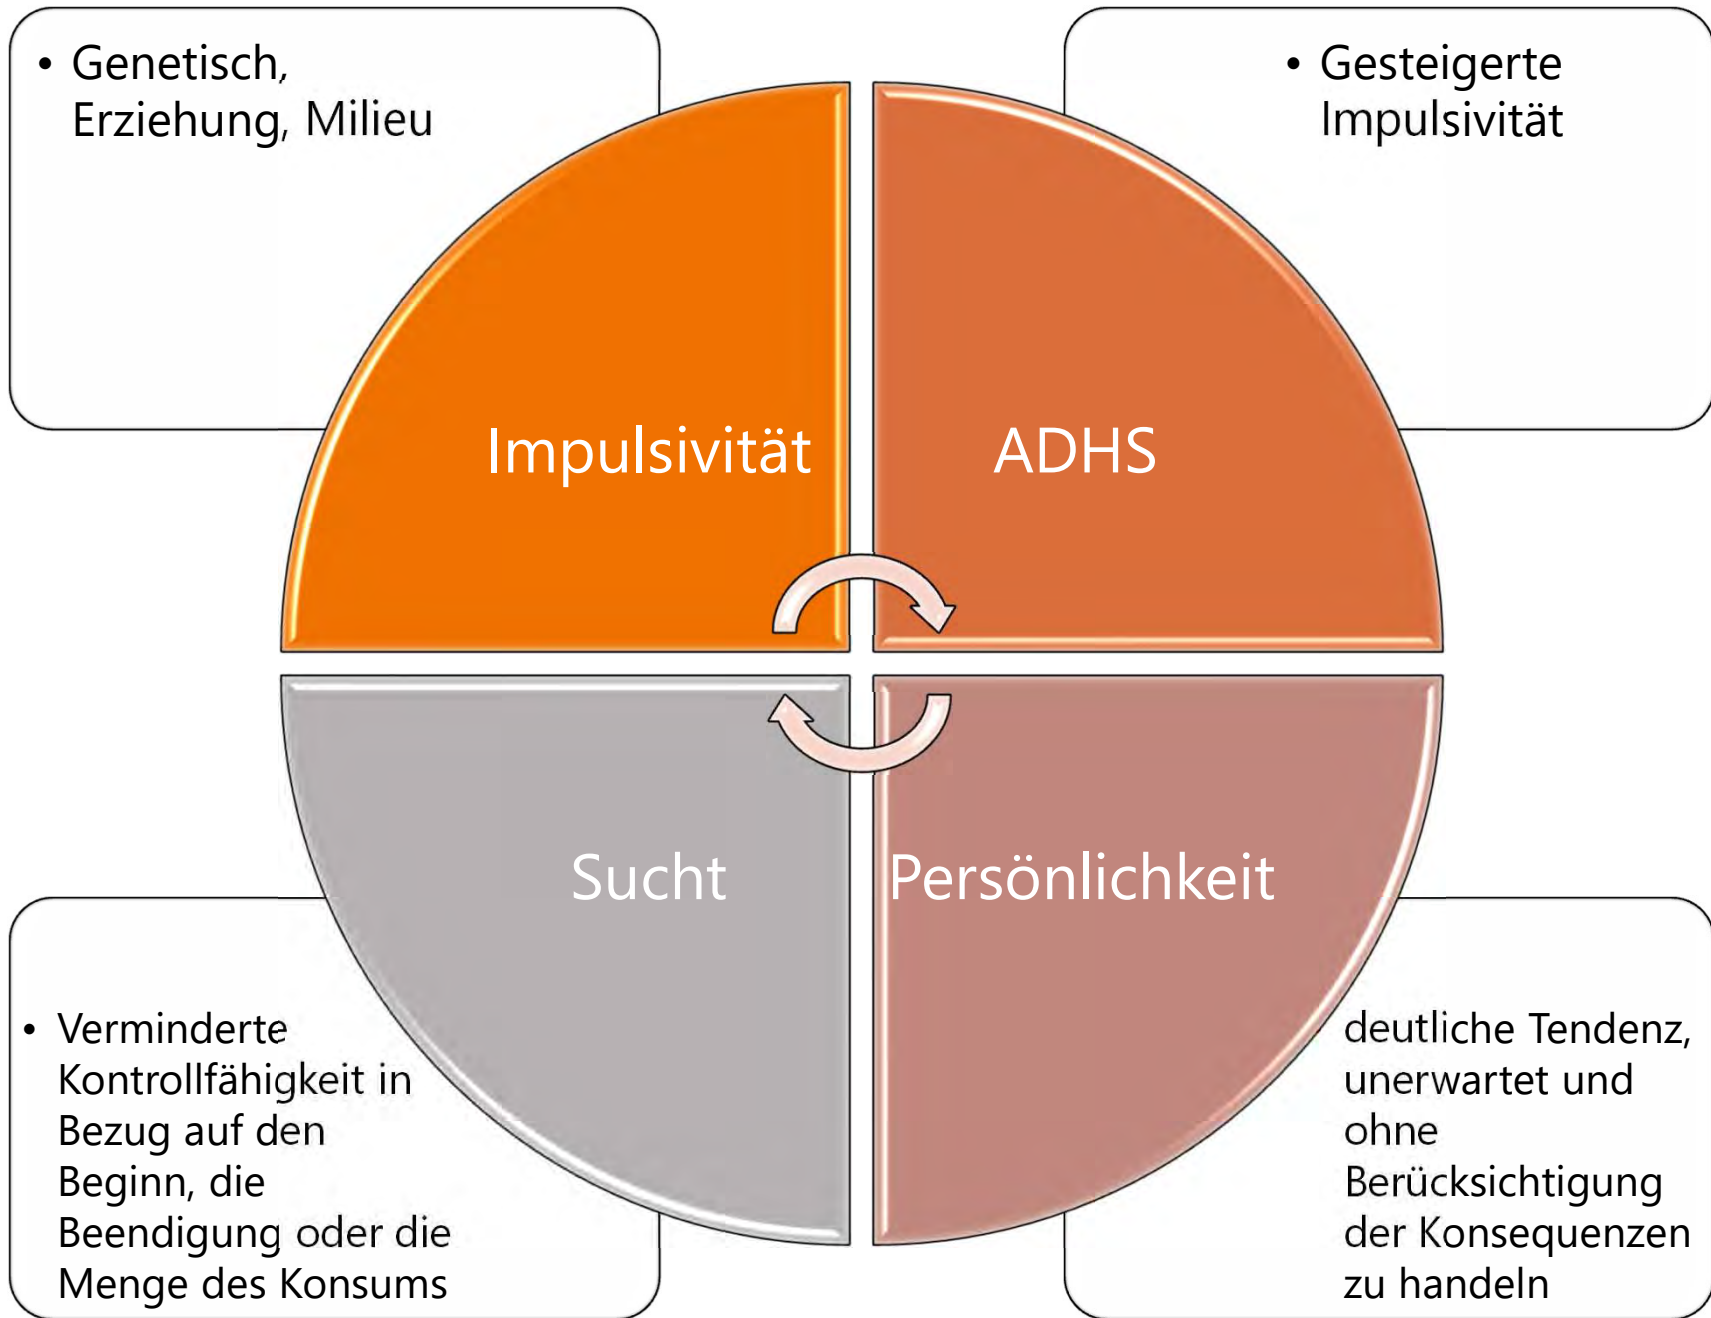 • Genetisch,
Erziehung, Milieu
• Gesteigerte
Impulsivität
Impulsivität
ADHS
Sucht
Persönlichkeit
• Verminderte
Kontrollfähigkeit in
Bezug auf den
Beginn, die
Beendigung oder die
Menge des Konsums
deutliche Tendenz,
unerwartet und
ohne
Berücksichtigung
der Konsequenzen
zu handeln